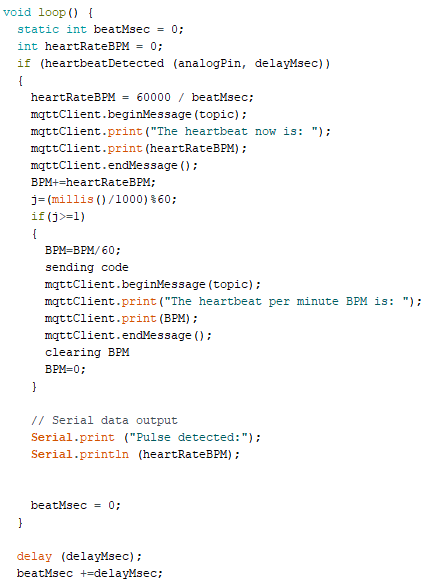 void loop() {
static int beatMsec = 0;
int heartRateBPM = 0;
if (heartbeatDetected (analogPin, delayMsec))
{
heartRateBPM = 60000 / beatMsec;
mqttClient.beginMessage(topic);
mqttClient.print("The heartbeat now is: ");
mqttClient.print(heartRateBPM);
mqttClient.endMessage();
BPM+=heartRateBPM;
j=(millis()/1000)%60;
if(j>=1)
{
BPM=BPM/60;
sending code
mqttClient.beginMessage(topic);
mqttClient.print("The heartbeat per minute BPM is: ");
mqttClient.print(BPM);
mqttClient.endMessage();
clearing BPM
BPM=0;
}
// Serial data output
Serial.print ("Pulse detected:");
Serial.println (heartRateBPM);
beatMsec = 0;
}
delay (delayMsec);
beatMsec +=delayMsec;